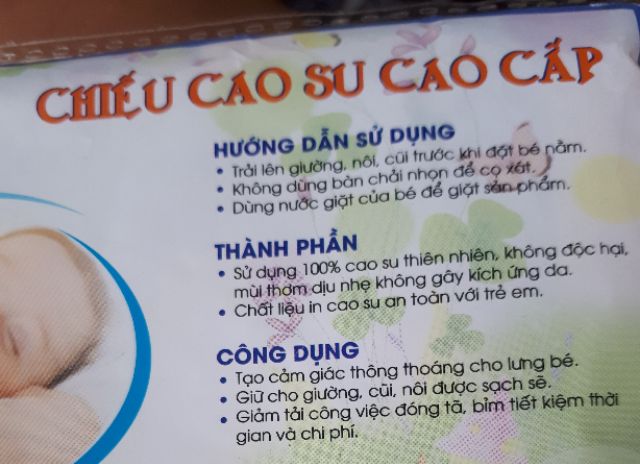 CHIẾU CAO SU CAO CẤP
HƯỚNG DẪN SỬ DỤNG
• Trải lên giường, nôi, cũi trước khi đặt bé nằm.
• Không dùng bàn chải nhọn để cọ xát.
• Dùng nước giặt của bé để giặt sản phẩm.
THÀNH PHẦN
• Sử dụng 100% cao su thiên nhiên, không độc hại,
mùi thơm dịu nhẹ không gây kích ứng da.
• Chất liệu in cao su an toàn với trẻ em.
CÔNG DỤNG
• Tạo cảm giác thông thoáng cho lưng bé.
• Giữ cho giường, cũi, nôi được sạch sẽ.
• Giảm tải công việc đóng tã, bỉm tiết kiệm thời
gian và chi phí.